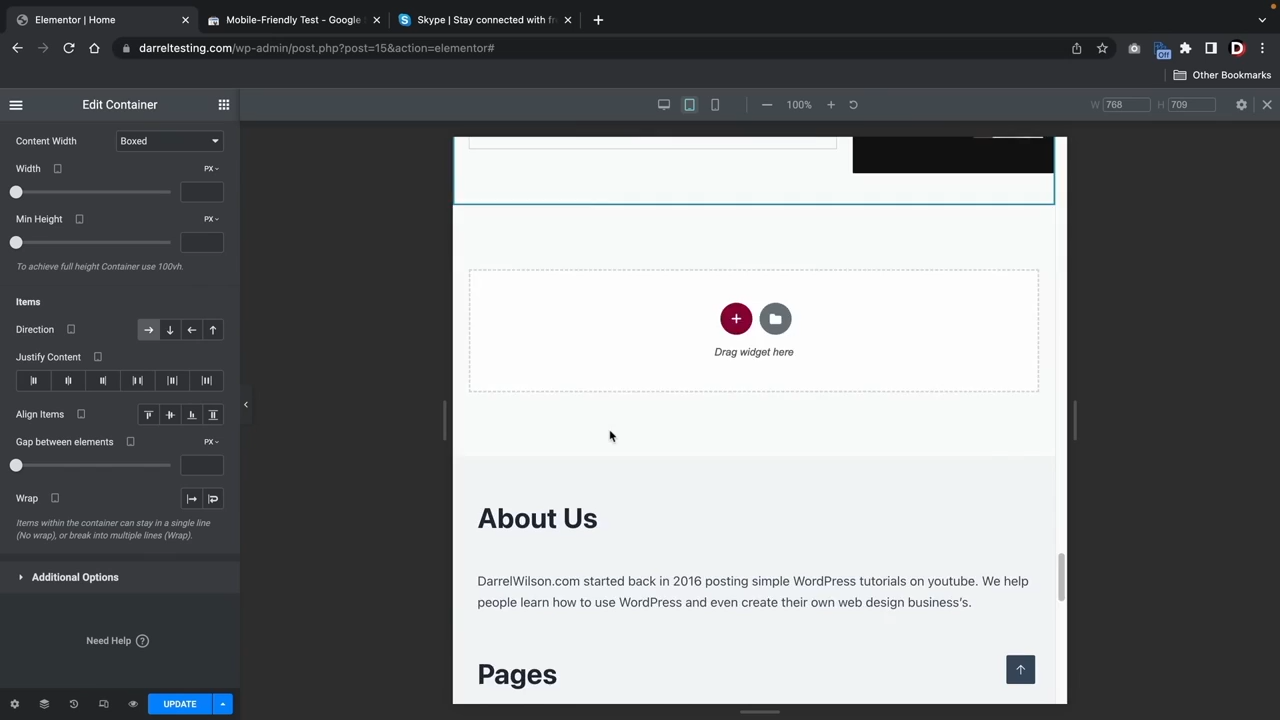 Elementor | Home
Mobile-Friendly Test - Google
Skype | Stay connected with fr
darreltesting.com/wp-admin/post.php?post=15&action=elementor#
Off
D
Other Bookmarks
Edit Container
100%
W 768
H 709
Content Width
Boxed
Width
PX
Min Height
PX
To achieve full height Container use 100vh.
Items
Direction
Justify Content
Align Items
Gap between elements
PX
Wrap
Items within the container can stay in a single line
(No wrap), or break into multiple lines (Wrap).
Additional Options
Need Help ?
UPDATE
Drag widget here
About Us
DarrelWilson.com started back in 2016 posting simple WordPress tutorials on youtube. We help
people learn how to use WordPress and even create their own web design business's.
Pages